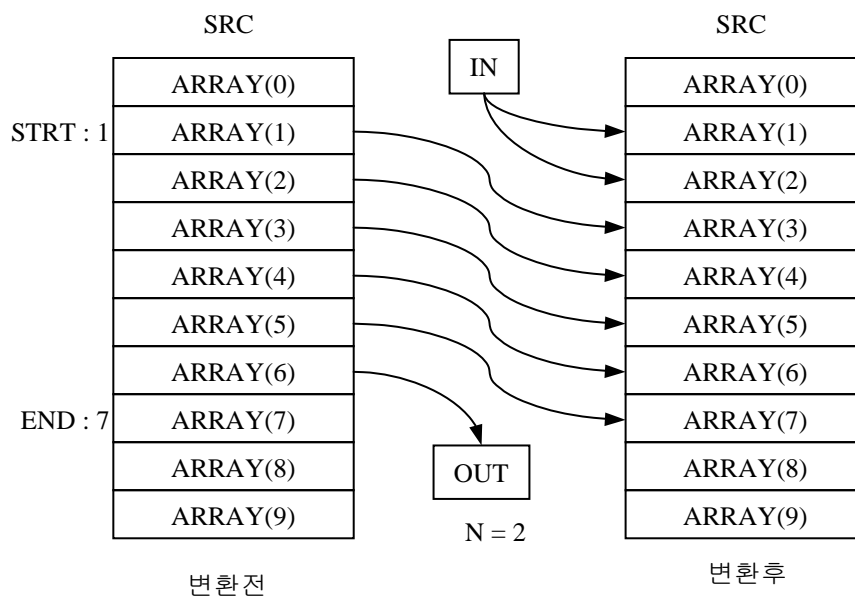 SRC
ARRAY(0)
STRT : 1
ARRAY(1)
ARRAY(2)
ARRAY(3)
ARRAY(4)
ARRAY(5)
ARRAY(6)
END : 7
ARRAY(7)
ARRAY(8)
ARRAY(9)
변환전
IN
OUT
N = 2
SRC
ARRAY(0)
ARRAY(1)
ARRAY(2)
ARRAY(3)
ARRAY(4)
ARRAY(5)
ARRAY(6)
ARRAY(7)
ARRAY(8)
ARRAY(9)
변환후